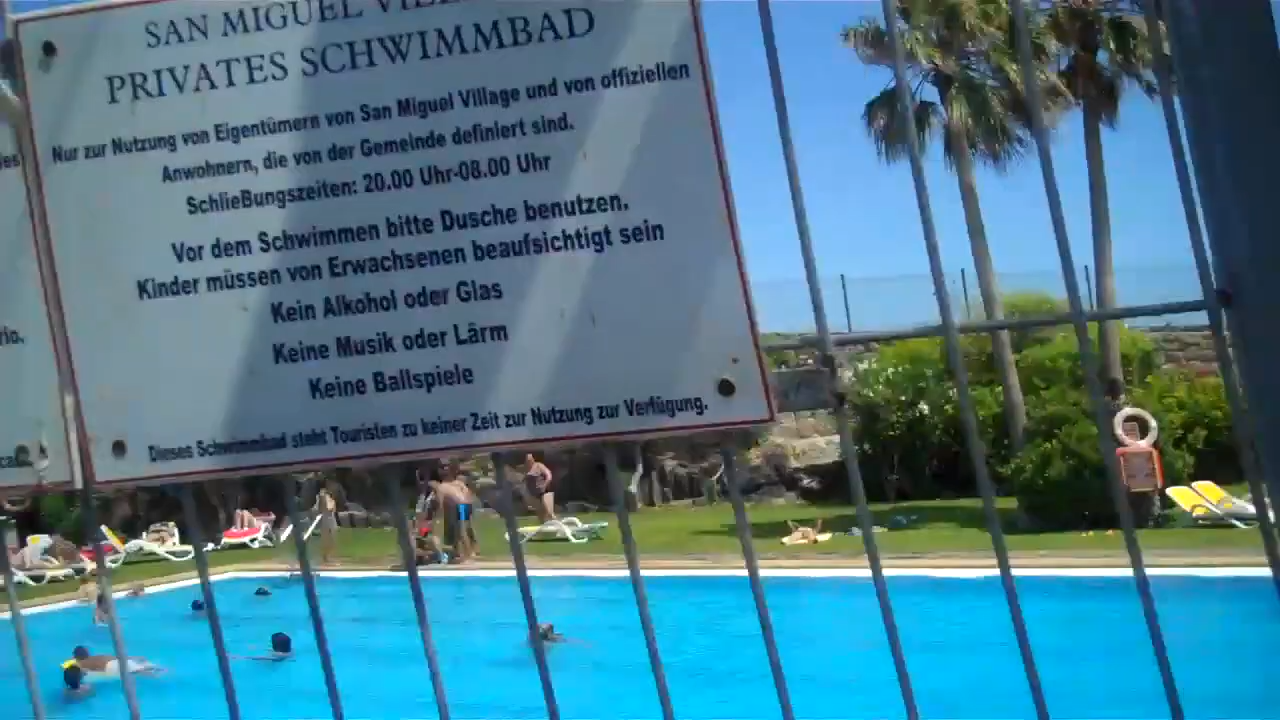 SAN MIGUEL
PRIVATES SCHWIMMBAD
Nur zur Nutzung von Eigentümern von San Miguel Village und von offiziellen
Anwohnern, die von der Gemeinde definiert sind.
SchlieBungszeiten: 20.00 Uhr-08.00 Uhr
Vor dem Schwimmen bitte Dusche benutzen.
Kinder müssen von Erwachsenen beaufsichtigt sein
Kein Alkohol oder Glas
Keine Musik oder Lärm
Keine Ballspiele
Dieses Schwimmbad steht Touristen zu keiner Zeit zur Nutzung zur Verfügung.